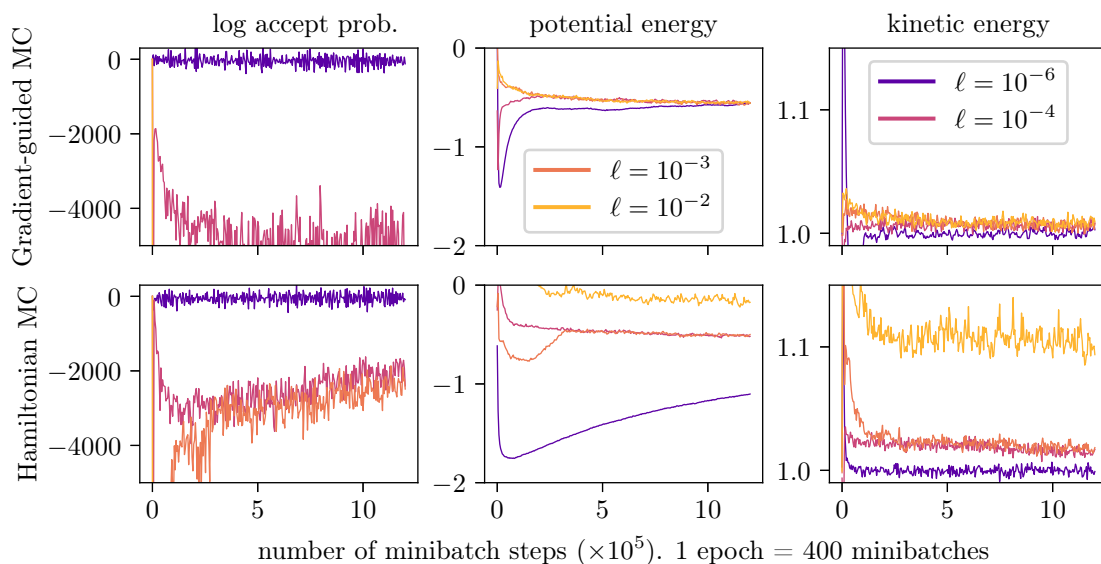 log accept prob. potential energy kinetic energy
Gradient-guided MC
0
−2000
−4000
0
−1
−2
1.1
1.0
ℓ = 10⁻⁶
ℓ = 10⁻⁴
ℓ = 10⁻³
ℓ = 10⁻²
Hamiltonian MC
0
−2000
−4000
0
−1
−2
1.1
1.0
0 5 10 0 5 10 0 5 10
number of minibatch steps (×10⁵). 1 epoch = 400 minibatches